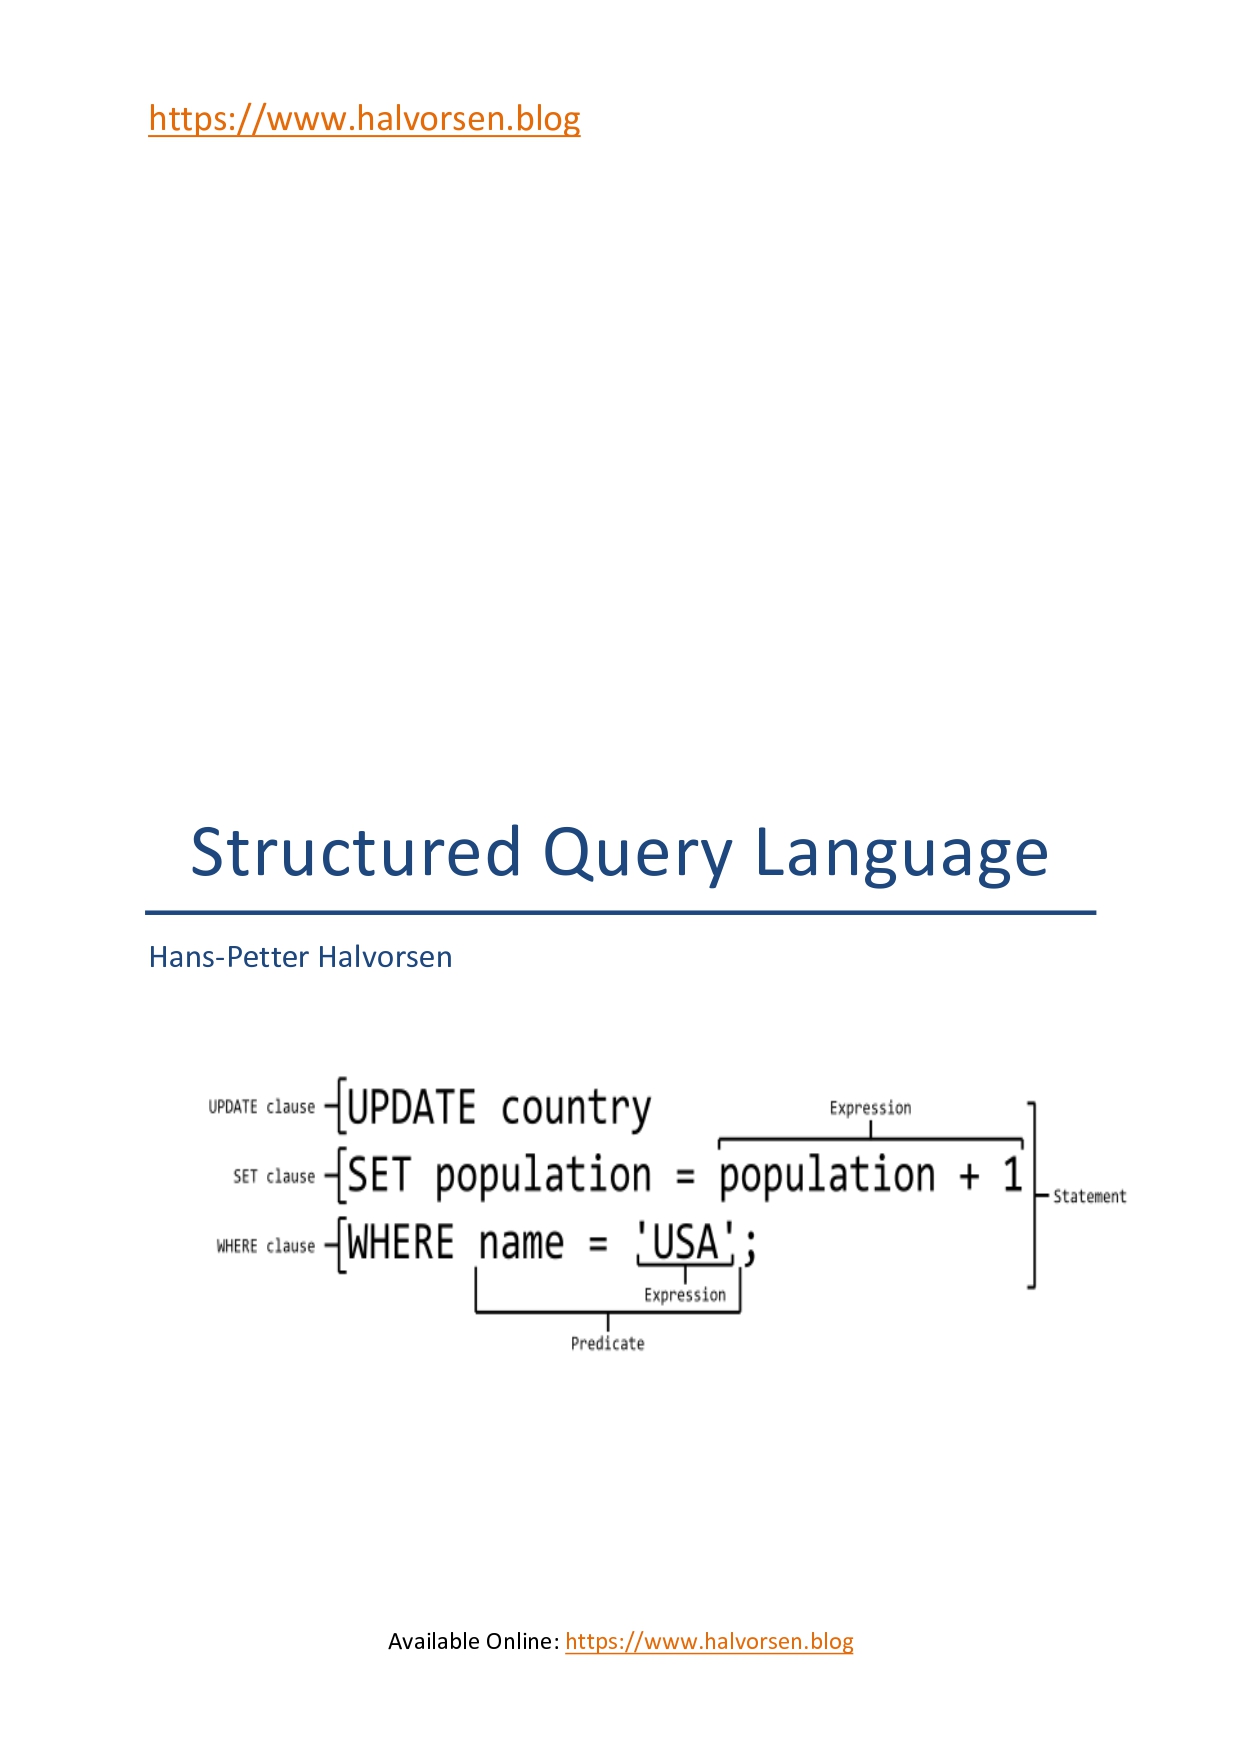 https://www.halvorsen.blog
Structured Query Language
Hans-Petter Halvorsen
UPDATE clause UPDATE country
Expression
SET clause SET population = population + 1
Statement
WHERE clause WHERE name = 'USA';
Expression
Predicate
Available Online: https://www.halvorsen.blog